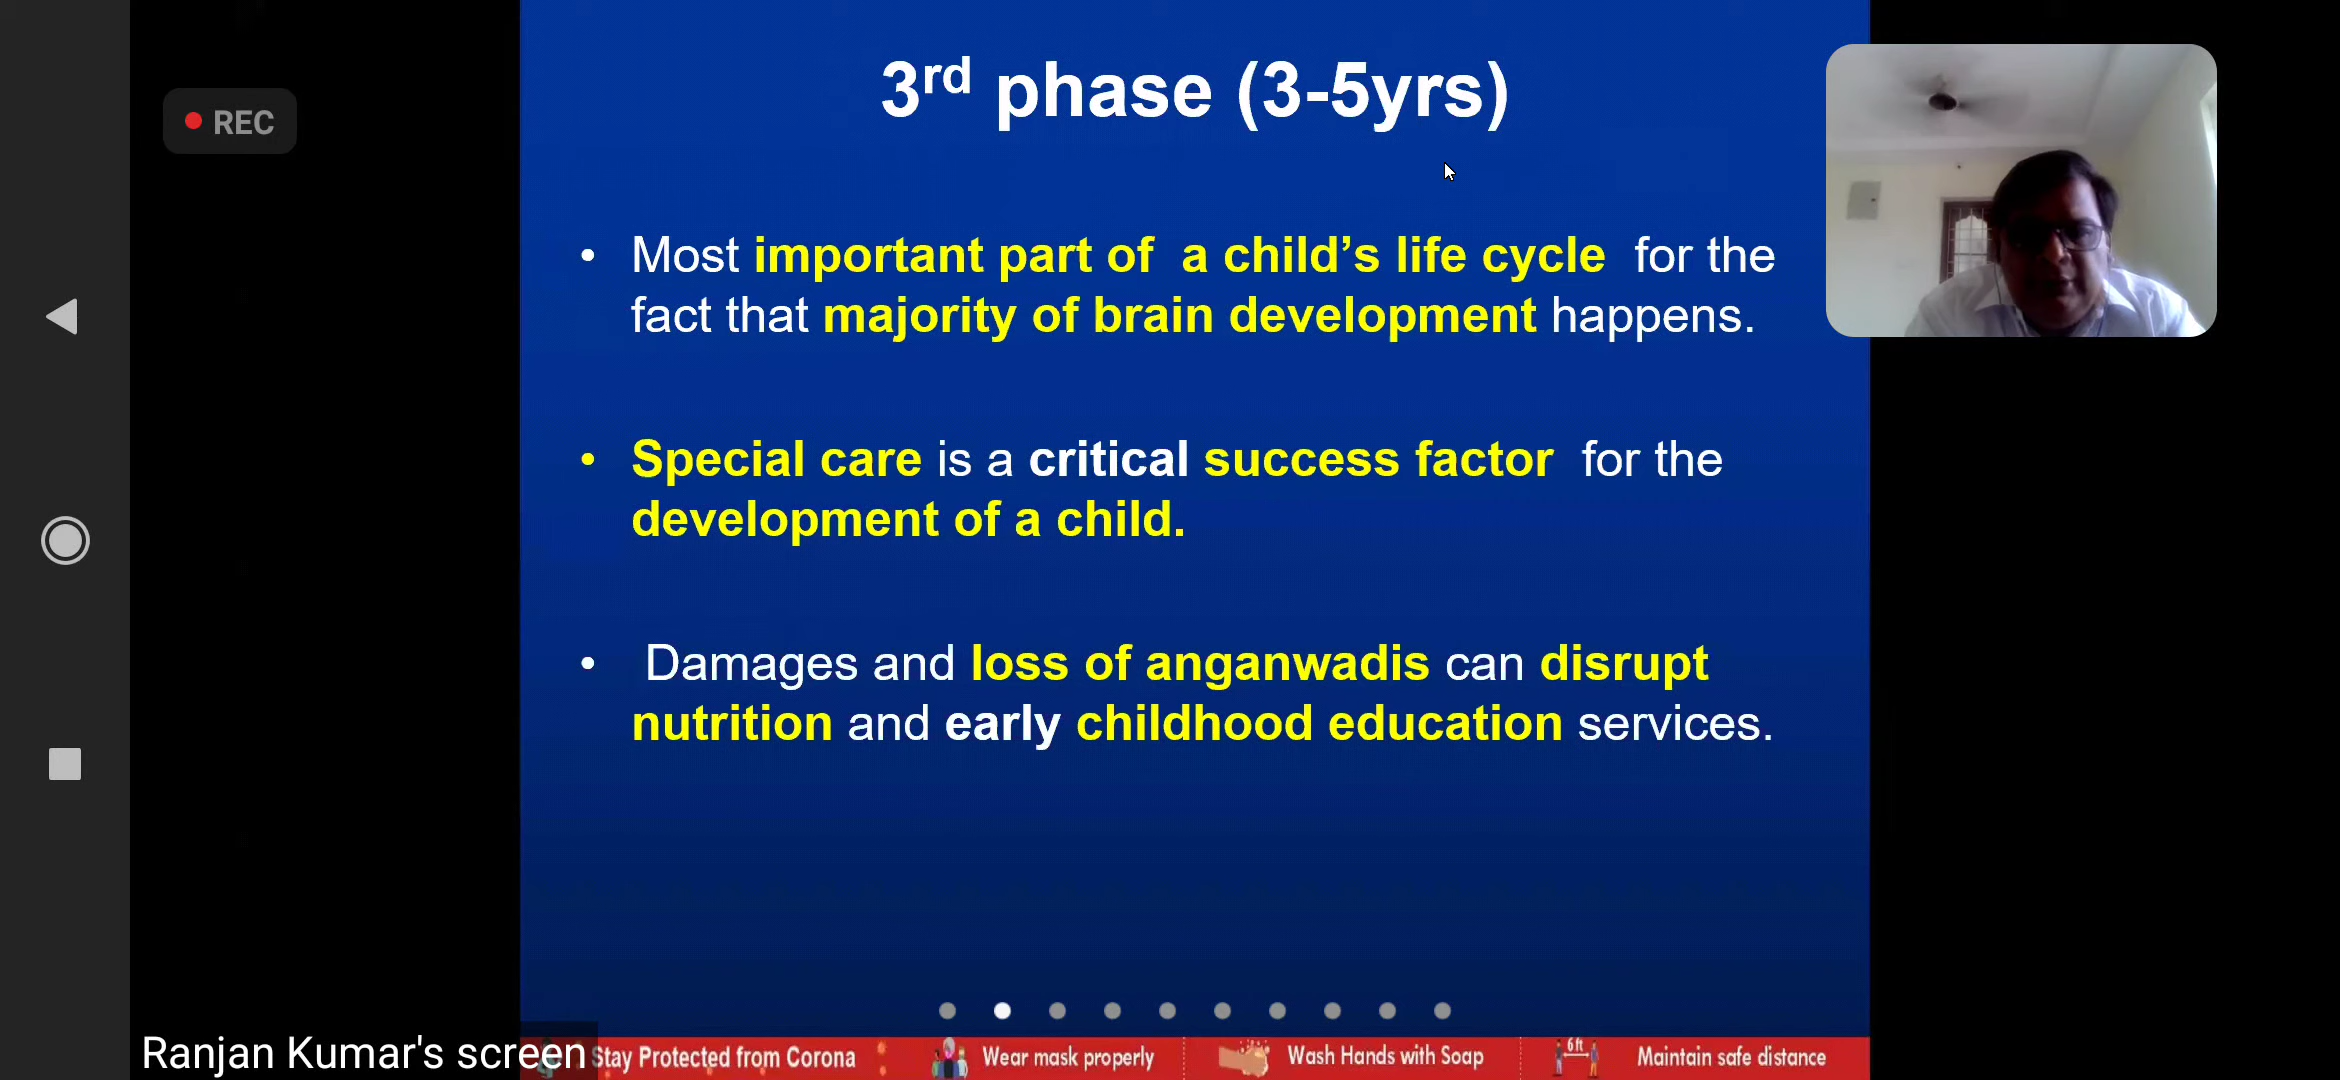 REC
3rd phase (3-5yrs)
• Most important part of a child’s life cycle for the
fact that majority of brain development happens.
• Special care is a critical success factor for the
development of a child.
• Damages and loss of anganwadis can disrupt
nutrition and early childhood education services.
Ranjan Kumar's screen
Stay Protected from Corona
Wear mask properly
Wash Hands with Soap
6 ft
Maintain safe distance